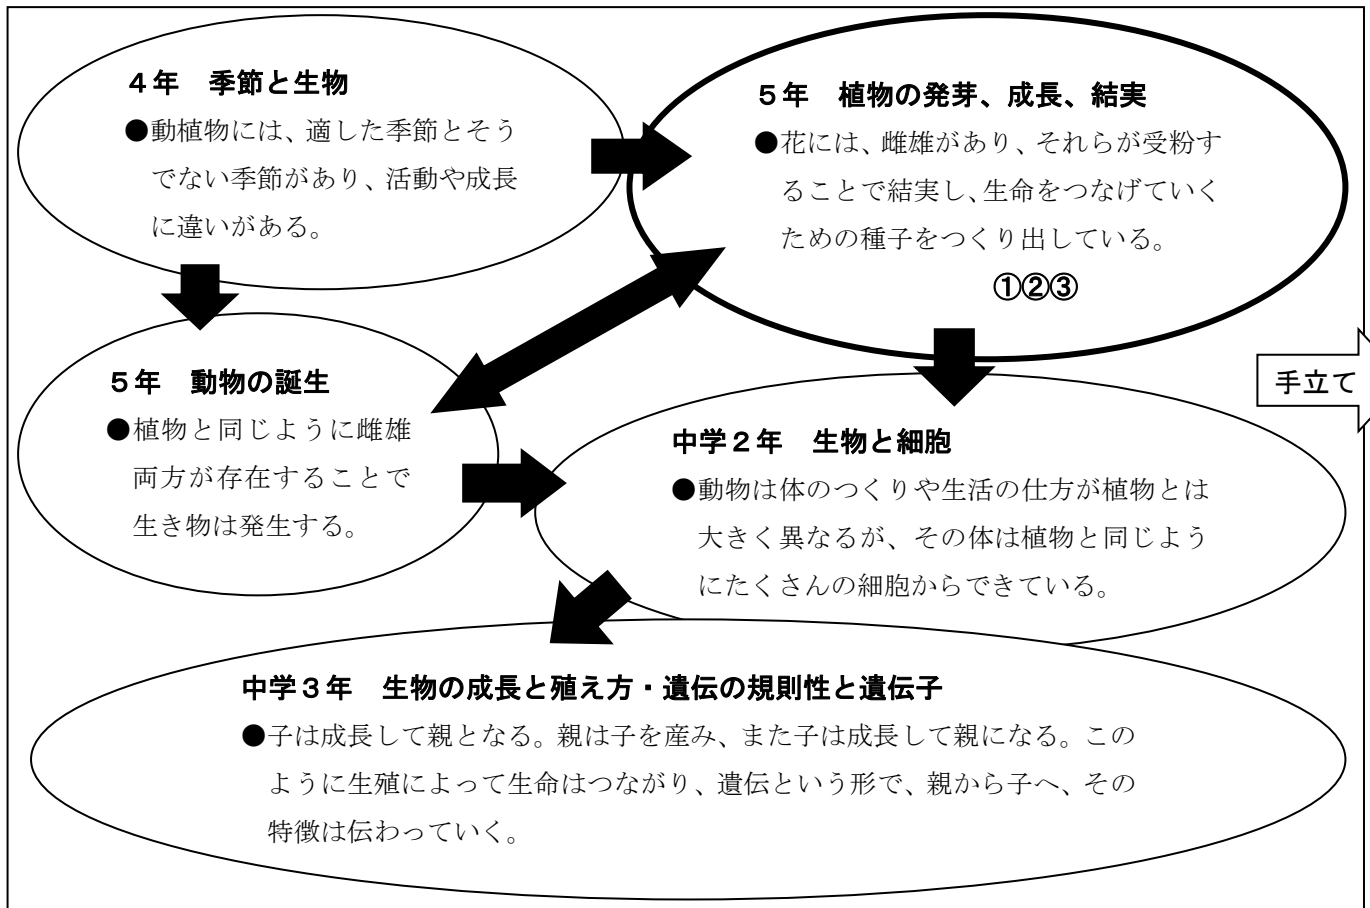 4年 季節と生物
●動植物には、適した季節とそう
でない季節があり、活動や成長
に違いがある。
5年 植物の発芽、成長、結実
●花には、雌雄があり、それらが受粉す
ることで結実し、生命をつなげていく
ための種子をつくり出している。
①②③
手立て
5年 動物の誕生
●植物と同じように雌雄
両方が存在することで
生き物は発生する。
中学2年 生物と細胞
●動物は体のつくりや生活の仕方が植物とは
大きく異なるが、その体は植物と同じよう
にたくさんの細胞からできている。
中学3年 生物の成長と殖え方・遺伝の規則性と遺伝子
●子は成長して親となる。親は子を産み、また子は成長して親になる。この
ように生殖によって生命はつながり、遺伝という形で、親から子へ、その
特徴は伝わっていく。